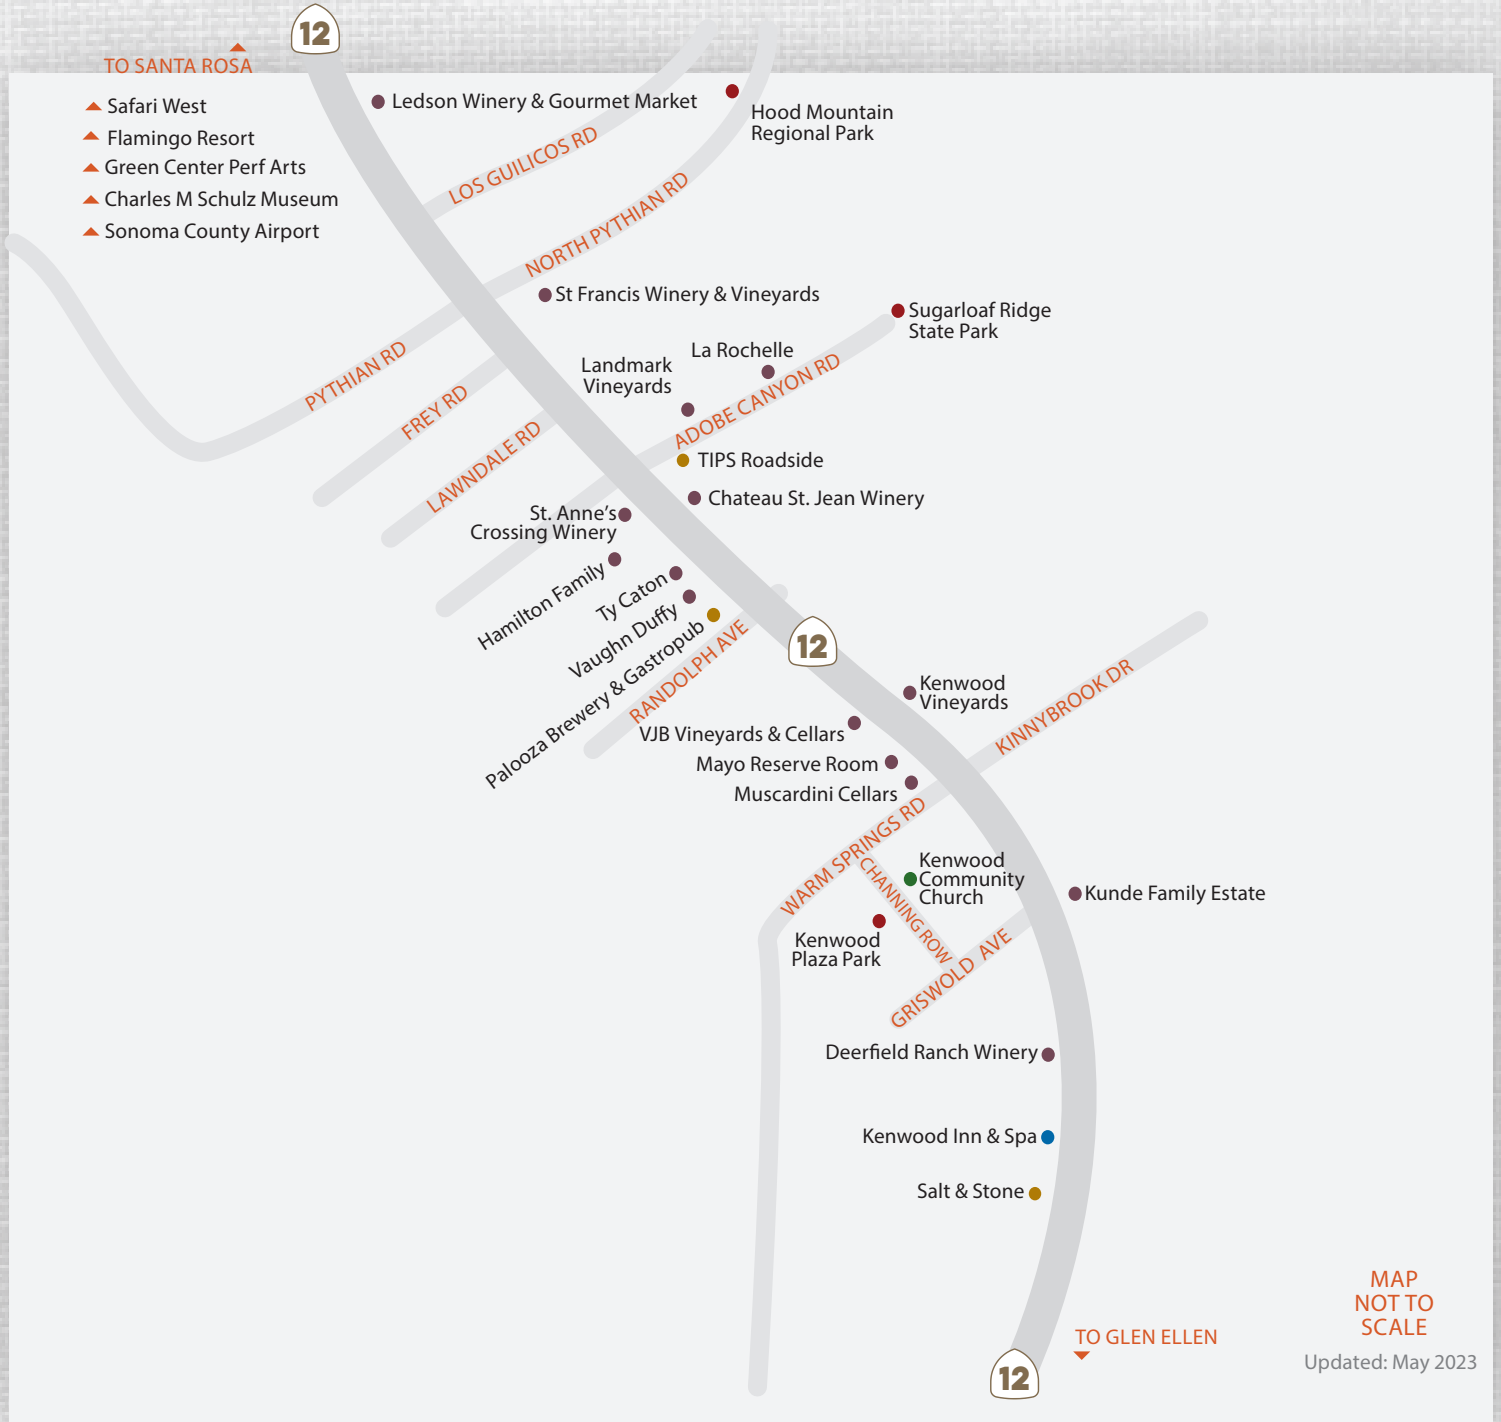 12
TO SANTA ROSA
Safari West
Flamingo Resort
Green Center Perf Arts
Charles M Schulz Museum
Sonoma County Airport
Ledson Winery & Gourmet Market
Hood Mountain
Regional Park
LOS GUILICOS RD
NORTH PYTHIAN RD
St Francis Winery & Vineyards
Sugarloaf Ridge
State Park
PYTHIAN RD
FREY RD
LAWNDALE RD
La Rochelle
Landmark
Vineyards
ADOBE CANYON RD
TIPS Roadside
Chateau St. Jean Winery
St. Anne's
Crossing Winery
Hamilton Family
Ty Caton
Vaughn Duffy
Palooza Brewery & Gastropub
RANDOLPH AVE
12
Kenwood
Vineyards
KINNYBROOK DR
VJB Vineyards & Cellars
Mayo Reserve Room
Muscardini Cellars
WARM SPRINGS RD
CHANNING ROW
Kenwood
Community
Church
Kunde Family Estate
Kenwood
Plaza Park
GRISWOLD AVE
Deerfield Ranch Winery
Kenwood Inn & Spa
Salt & Stone
MAP
NOT TO
SCALE
TO GLEN ELLEN
Updated: May 2023
12